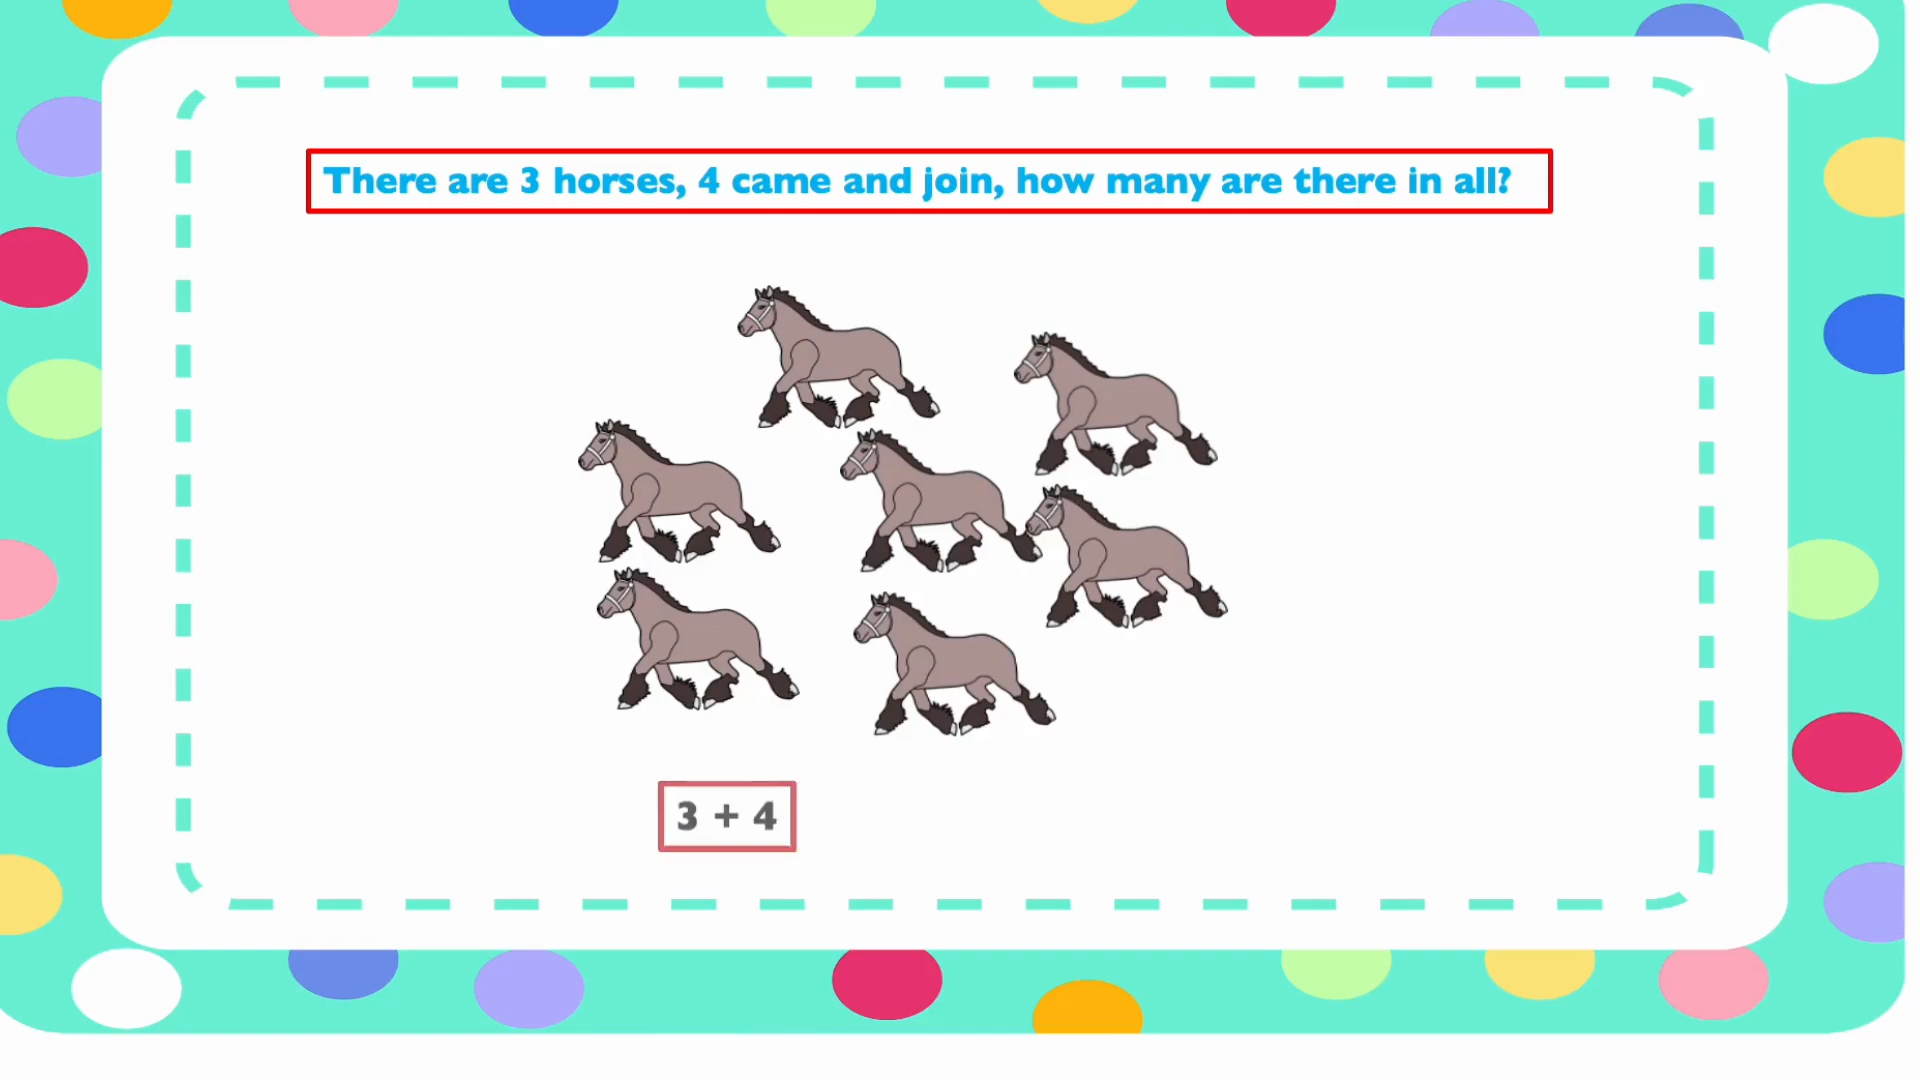 There are 3 horses, 4 came and join, how many are there in all?
3 + 4